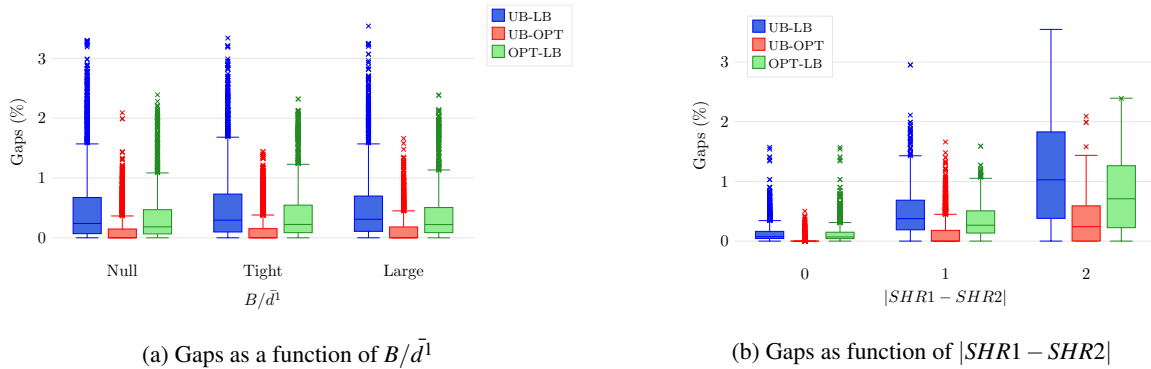 UB-LB
UB-OPT
OPT-LB
3
2
1
0
Gaps (%)
Null Tight Large
B/d̄¹
(a) Gaps as a function of B/d̄¹
UB-LB
UB-OPT
OPT-LB
3
2
1
0
Gaps (%)
0 1 2
|SHR1 − SHR2|
(b) Gaps as function of |SHR1 − SHR2|